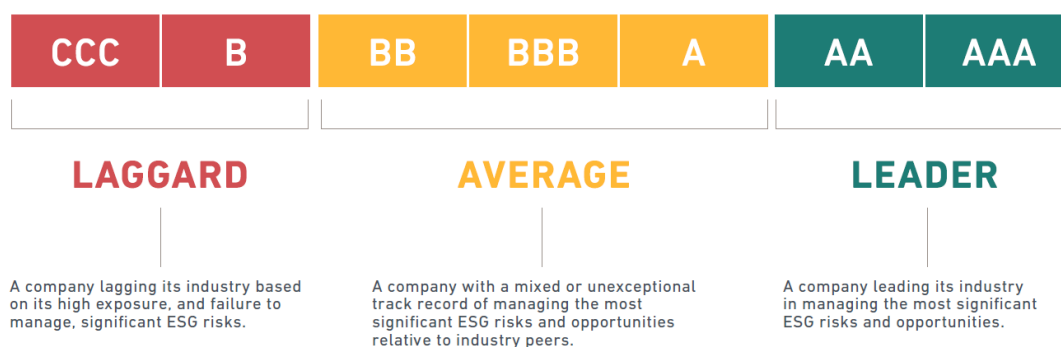 CCC B BB BBB A AA AAA
LAGGARD AVERAGE LEADER
A company lagging its industry based
on its high exposure, and failure to
manage, significant ESG risks.
A company with a mixed or unexceptional
track record of managing the most
significant ESG risks and opportunities
relative to industry peers.
A company leading its industry
in managing the most significant
ESG risks and opportunities.